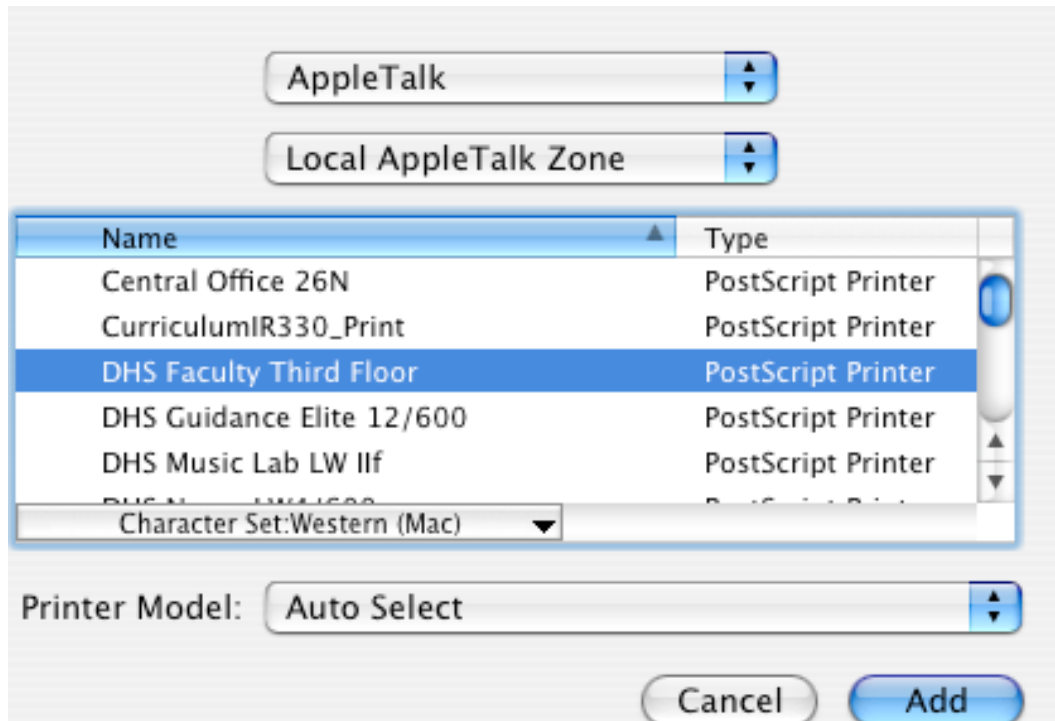 AppleTalk
Local AppleTalk Zone
Name Type
Central Office 26N PostScript Printer
CurriculumIR330_Print PostScript Printer
DHS Faculty Third Floor PostScript Printer
DHS Guidance Elite 12/600 PostScript Printer
DHS Music Lab LW IIf PostScript Printer
Character Set:Western (Mac)
Printer Model: Auto Select
Cancel Add